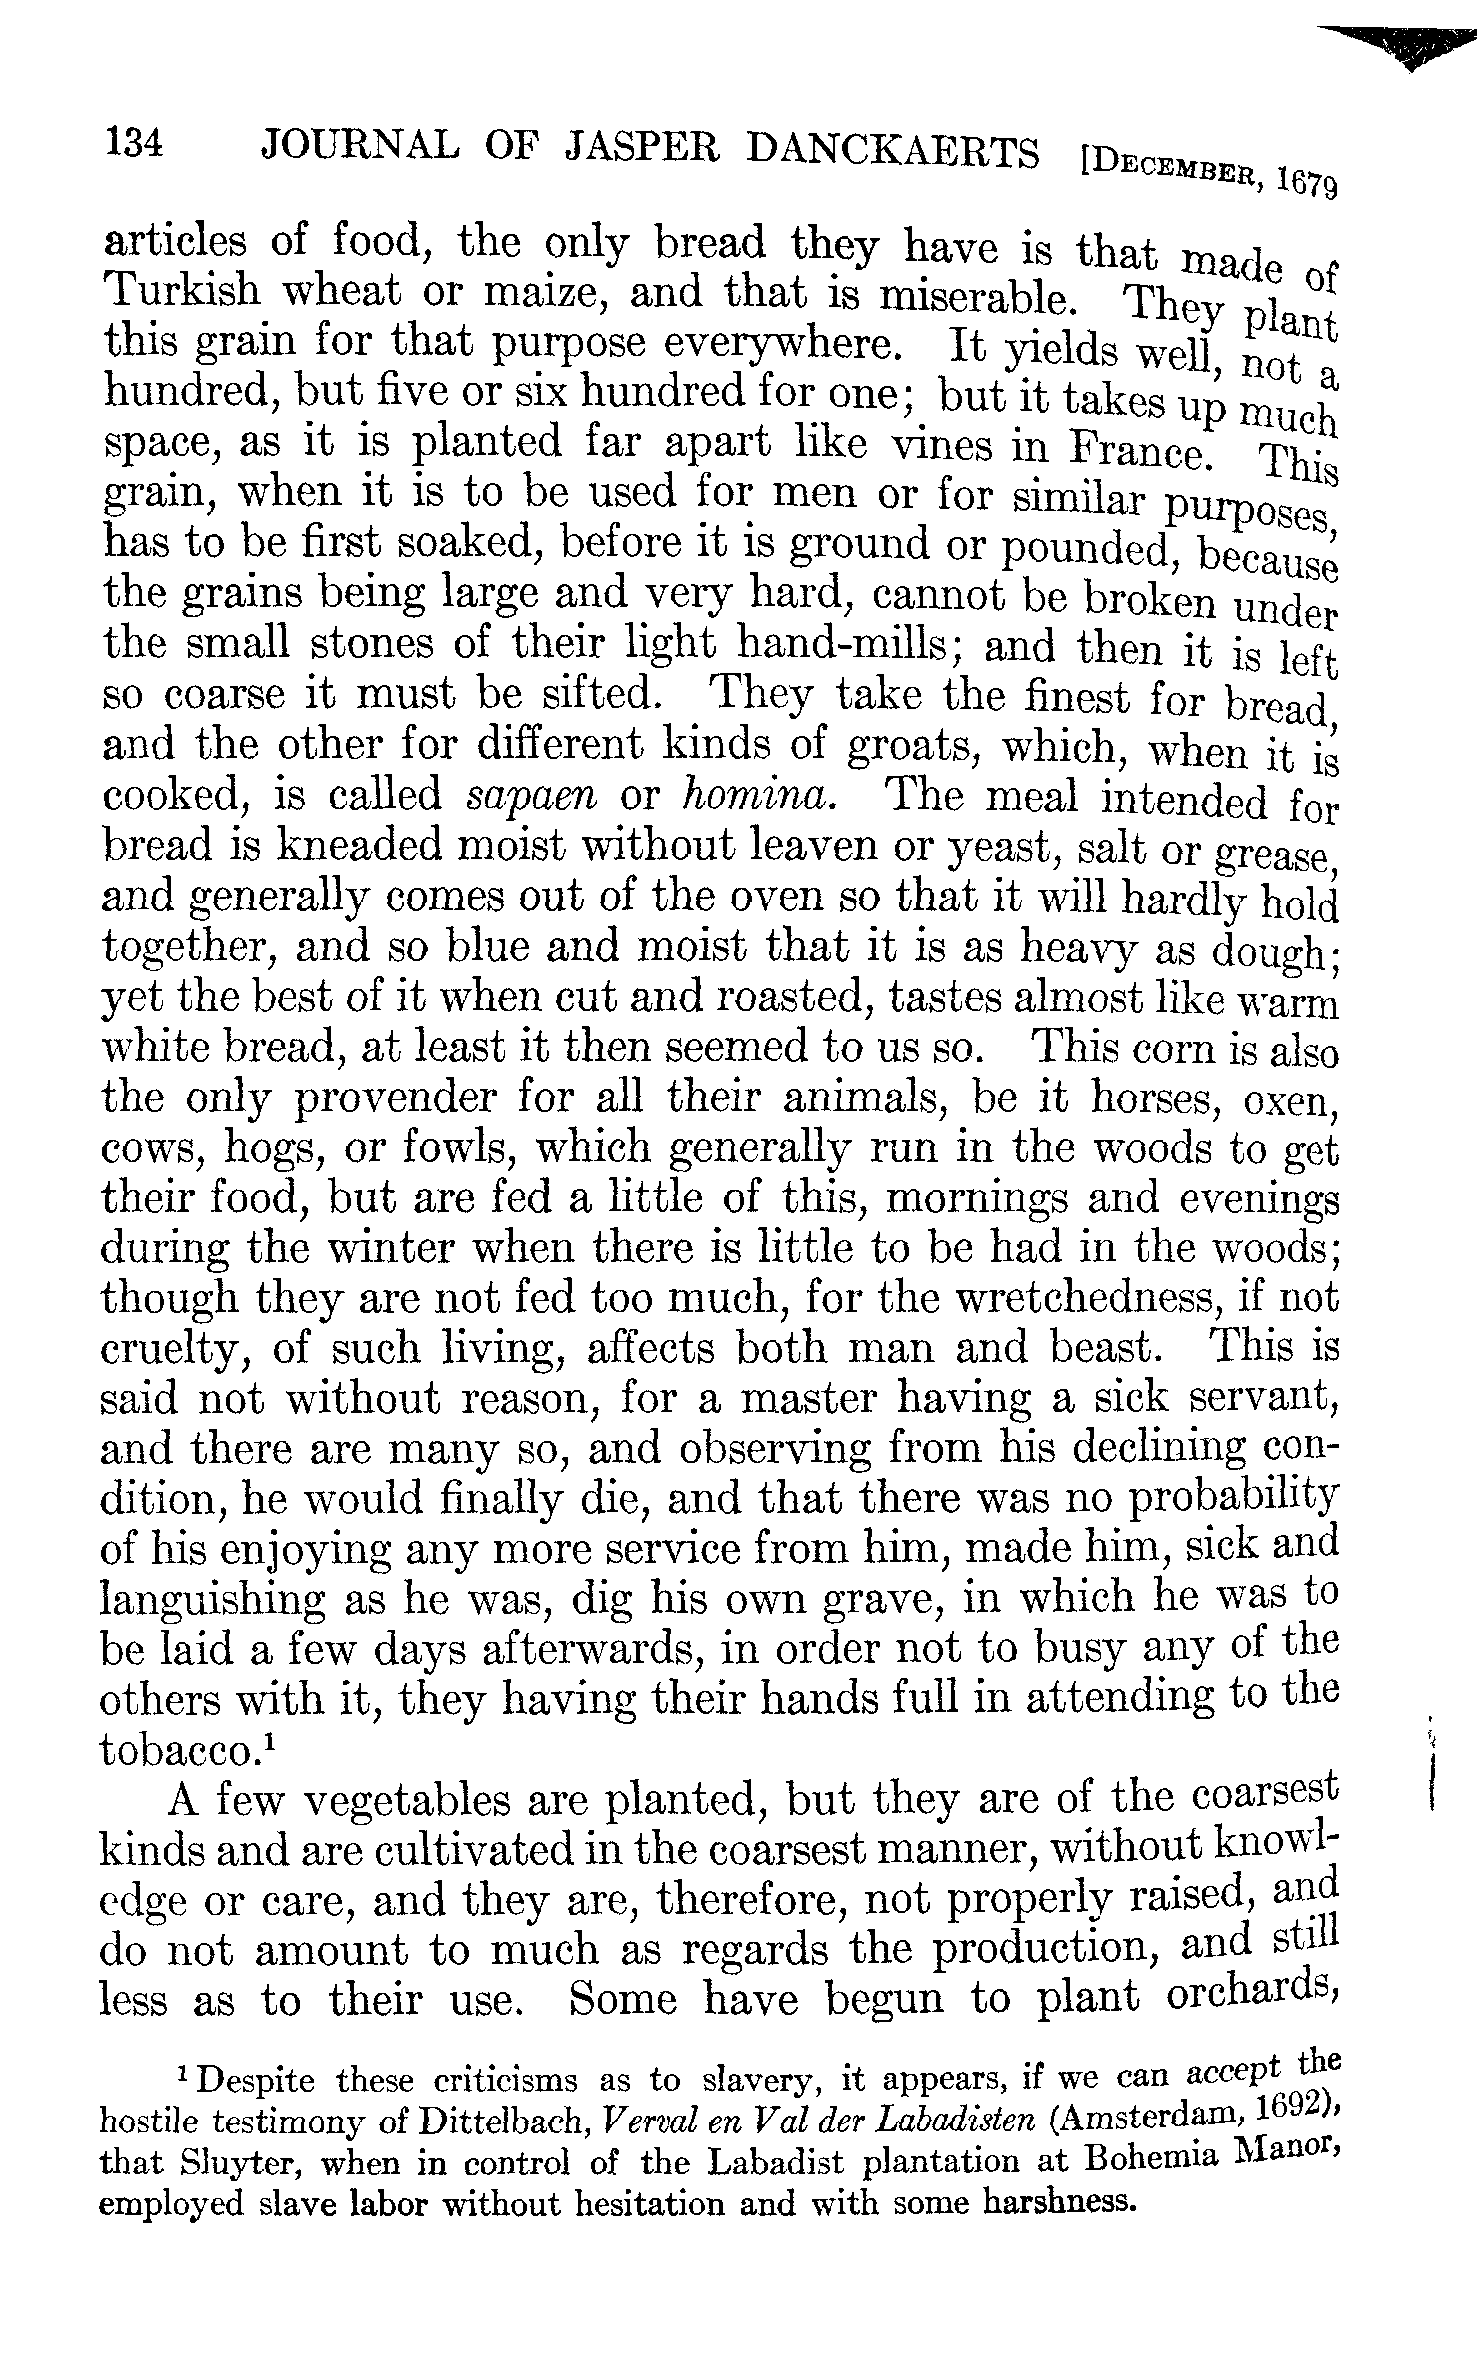 134 JOURNAL OF JASPER DANCKAERTS [DECEMBER, 1679
articles of food, the only bread they have is that made of
Turkish wheat or maize, and that is miserable. They plant
this grain for that purpose everywhere. It yields well, not a
hundred, but five or six hundred for one; but it takes up much
space, as it is planted far apart like vines in France. This
grain, when it is to be used for men or for similar purposes,
has to be first soaked, before it is ground or pounded, because
the grains being large and very hard, cannot be broken under
the small stones of their light hand-mills; and then it is left
so coarse it must be sifted. They take the finest for bread,
and the other for different kinds of groats, which, when it is
cooked, is called sapaen or homina. The meal intended for
bread is kneaded moist without leaven or yeast, salt or grease,
and generally comes out of the oven so that it will hardly hold
together, and so blue and moist that it is as heavy as dough;
yet the best of it when cut and roasted, tastes almost like warm
white bread, at least it then seemed to us so. This corn is also
the only provender for all their animals, be it horses, oxen,
cows, hogs, or fowls, which generally run in the woods to get
their food, but are fed a little of this, mornings and evenings
during the winter when there is little to be had in the woods;
though they are not fed too much, for the wretchedness, if not
cruelty, of such living, affects both man and beast. This is
said not without reason, for a master having a sick servant,
and there are many so, and observing from his declining con-
dition, he would finally die, and that there was no probability
of his enjoying any more service from him, made him, sick and
languishing as he was, dig his own grave, in which he was to
be laid a few days afterwards, in order not to busy any of the
others with it, they having their hands full in attending to the
tobacco.¹
A few vegetables are planted, but they are of the coarsest
kinds and are cultivated in the coarsest manner, without knowl-
edge or care, and they are, therefore, not properly raised, and
do not amount to much as regards the production, and still
less as to their use. Some have begun to plant orchards,
¹ Despite these criticisms as to slavery, it appears, if we can accept the
hostile testimony of Dittelbach, Verval en Val der Labadisten (Amsterdam, 1692),
that Sluyter, when in control of the Labadist plantation at Bohemia Manor,
employed slave labor without hesitation and with some harshness.